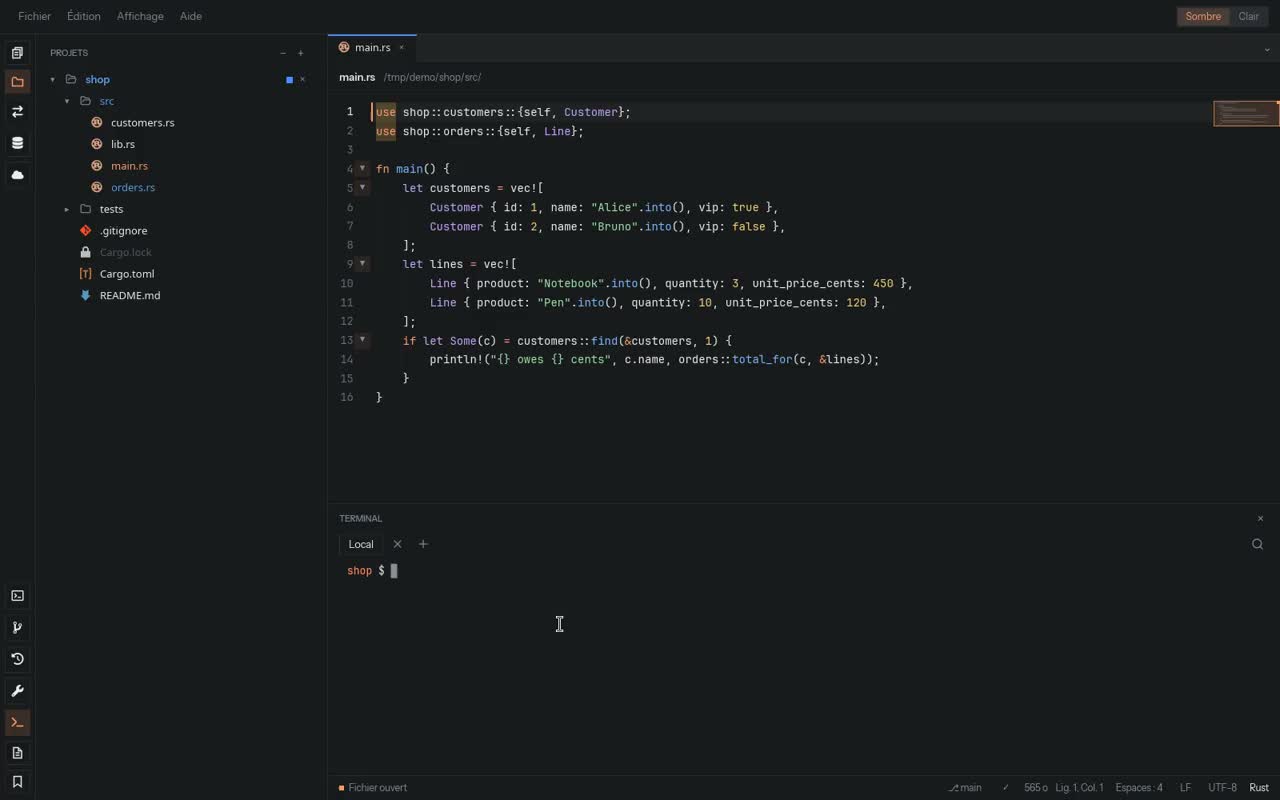 Fichier Édition Affichage Aide Sombre Clair
PROJETS − +
shop ×
src
customers.rs
lib.rs
main.rs
orders.rs
tests
.gitignore
Cargo.lock
[T] Cargo.toml
README.md
main.rs ×
main.rs /tmp/demo/shop/src/
1 use shop::customers::{self, Customer};
2 use shop::orders::{self, Line};
3
4 fn main() {
5 let customers = vec![
6 Customer { id: 1, name: "Alice".into(), vip: true },
7 Customer { id: 2, name: "Bruno".into(), vip: false },
8 ];
9 let lines = vec![
10 Line { product: "Notebook".into(), quantity: 3, unit_price_cents: 450 },
11 Line { product: "Pen".into(), quantity: 10, unit_price_cents: 120 },
12 ];
13 if let Some(c) = customers::find(&customers, 1) {
14 println!("{} owes {} cents", c.name, orders::total_for(c, &lines));
15 }
16 }
TERMINAL ×
Local × +
shop $
Fichier ouvert main ✓ 565 o Lig. 1, Col. 1 Espaces : 4 LF UTF-8 Rust